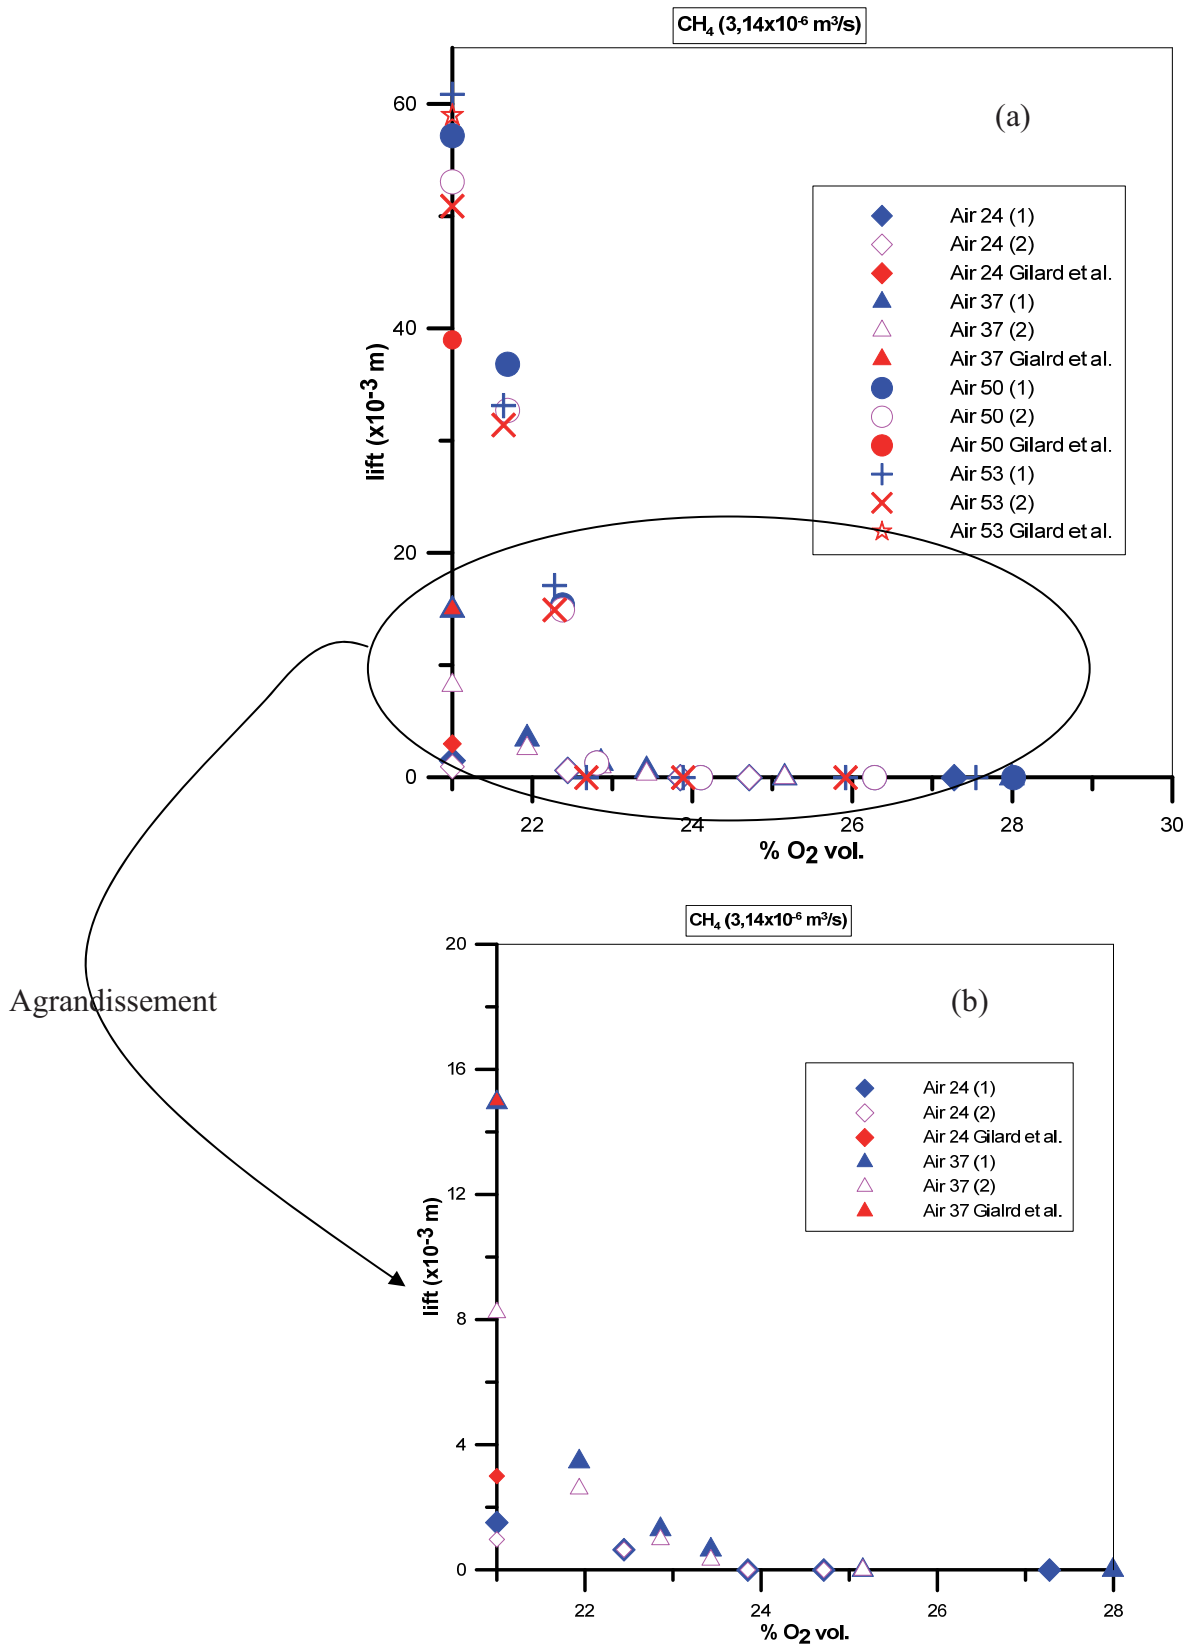 CH₄ (3,14x10⁻⁶ m³/s)
(a)
60
40
20
0
lift (x10⁻³ m)
Air 24 (1)
Air 24 (2)
Air 24 Gilard et al.
Air 37 (1)
Air 37 (2)
Air 37 Gialrd et al.
Air 50 (1)
Air 50 (2)
Air 50 Gilard et al.
Air 53 (1)
Air 53 (2)
Air 53 Gilard et al.
22 24 26 28 30
% O₂ vol.
Agrandissement
CH₄ (3,14x10⁻⁶ m³/s)
(b)
20
16
12
8
4
0
lift (x10⁻³ m)
Air 24 (1)
Air 24 (2)
Air 24 Gilard et al.
Air 37 (1)
Air 37 (2)
Air 37 Gialrd et al.
22 24 26 28
% O₂ vol.